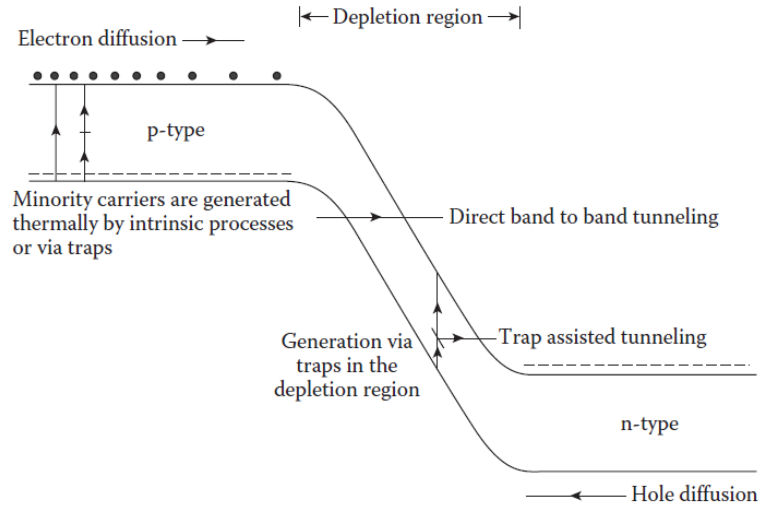 Depletion region
Electron diffusion
p-type
Minority carriers are generated
thermally by intrinsic processes
or via traps
Direct band to band tunneling
Generation via
traps in the
depletion region
Trap assisted tunneling
n-type
Hole diffusion